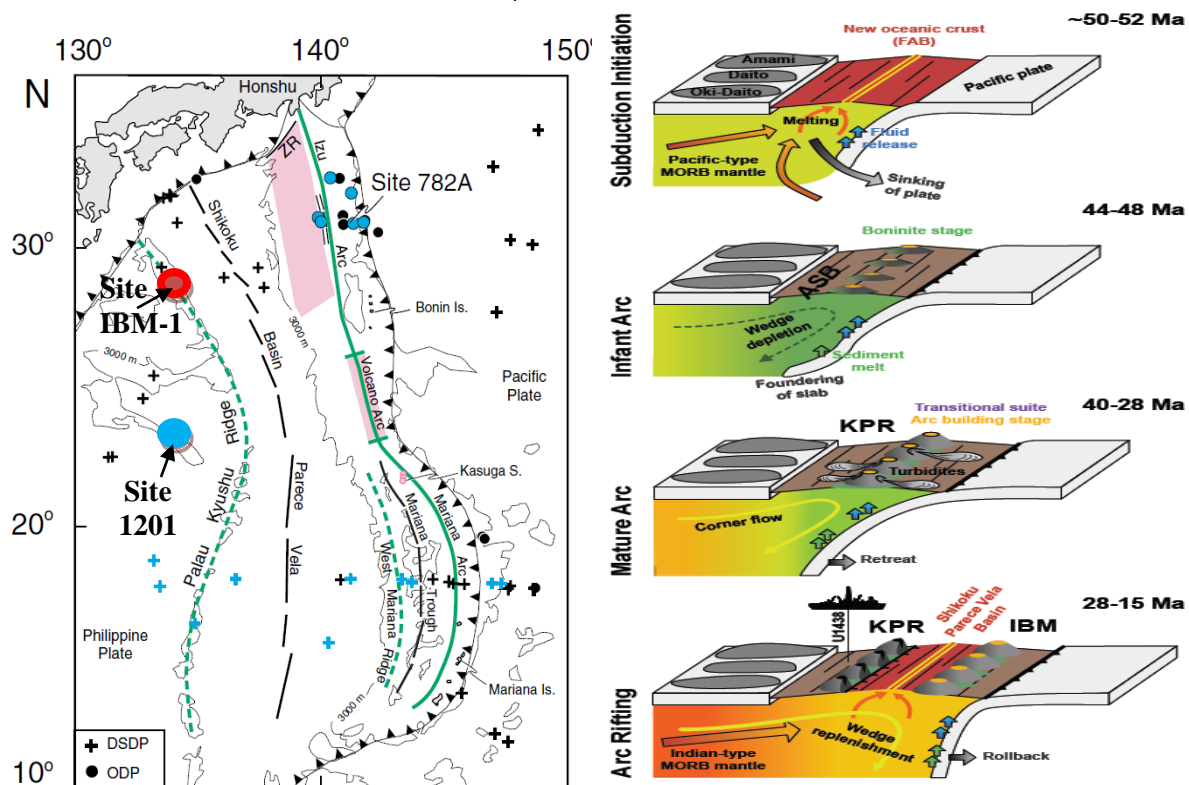 130°
140°
150°
N
Honshu
ZR
Izu
Site 782A
Shikoku
Arc
30°
Site
IBM-1
Bonin Is.
3000 m
Basin
3000 m
Volcano Arc
Pacific
Plate
Ridge
Kasuga S.
Site
1201
Kyushu
Parece
Mariana
Mariana
20°
Palau
Vela
West
Arc
Mariana
Trough
Philippine
Plate
Ridge
Mariana Is.
3000 m
DSDP
ODP
10°
~50-52 Ma
Subduction Initiation
New oceanic crust
(FAB)
Amami
Daito
Oki-Daito
Pacific plate
Melting
Fluid
release
Pacific-type
MORB mantle
Sinking
of plate
44-48 Ma
Infant Arc
Boninite stage
ASB
Wedge
depletion
Sediment
melt
Foundering
of slab
40-28 Ma
Mature Arc
Transitional suite
Arc building stage
KPR
Turbidites
Corner flow
Retreat
28-15 Ma
Arc Rifting
U1438
KPR
Shikoku
Parece Vela
Basin
IBM
Wedge
replenishment
Indian-type
MORB mantle
Rollback